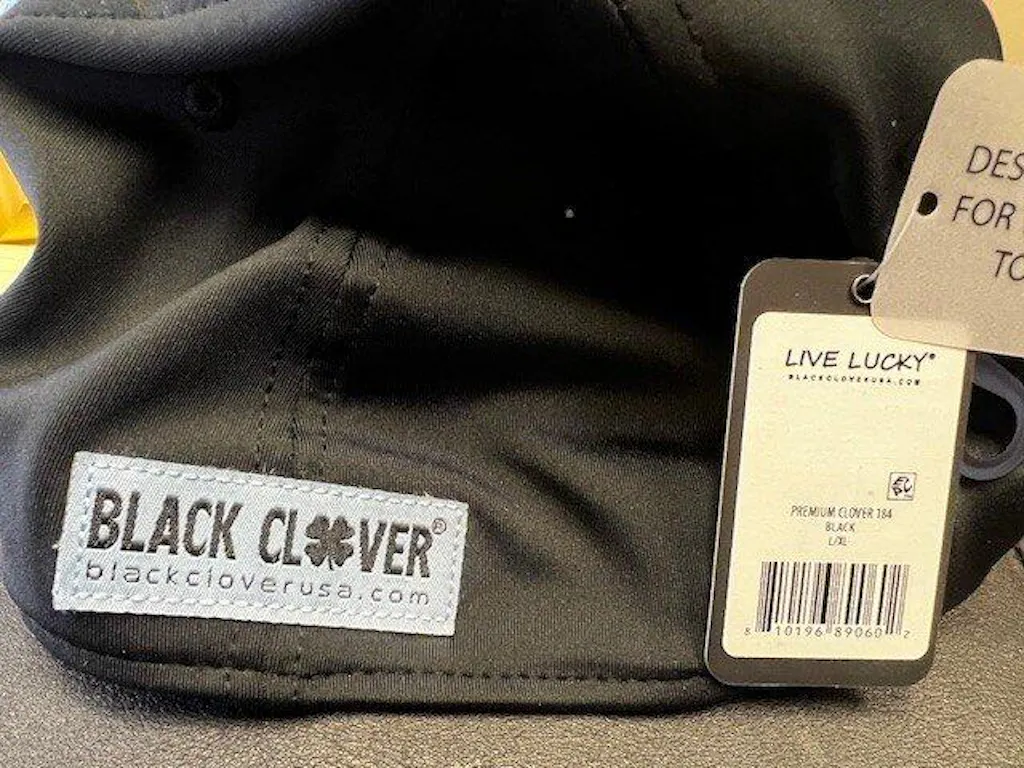 BLACK CLOVER®
blackcloverusa.com
LIVE LUCKY®
BLACKCLOVERUSA.COM
PREMIUM CLOVER 184
BLACK
L/XL
8 10196 89060 2
DES
FOR
TO